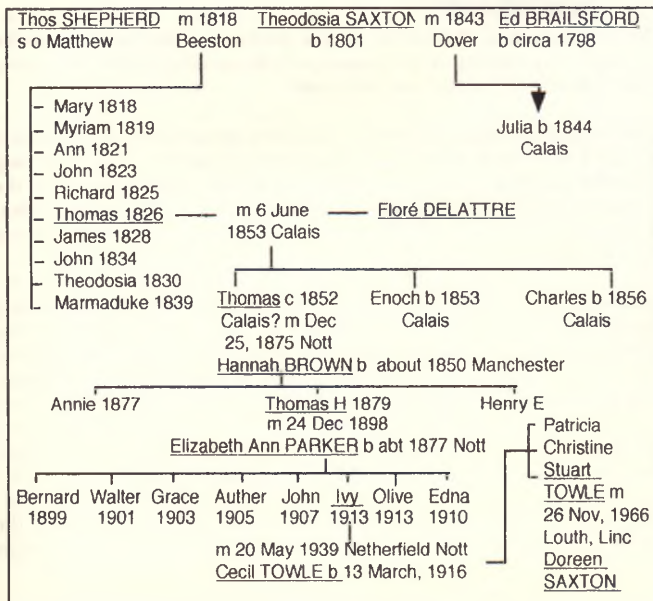 Thos SHEPHERD m 1818 Theodosia SAXTON m 1843 Ed BRAILSFORD
s o Matthew Beeston b 1801 Dover b circa 1798
Mary 1818
Myriam 1819
Ann 1821
John 1823
Richard 1825
Thomas 1826
James 1828
John 1834
Theodosia 1830
Marmaduke 1839
Julia b 1844
Calais
m 6 June
1853 Calais
Floré DELATTRE
Thomas c 1852
Calais? m Dec
25, 1875 Nott
Enoch b 1853
Calais
Charles b 1856
Calais
Hannah BROWN b about 1850 Manchester
Annie 1877 Thomas H 1879 Henry E
m 24 Dec 1898
Elizabeth Ann PARKER b abt 1877 Nott
Bernard Walter Grace Auther John Ivy Olive Edna
1899 1901 1903 1905 1907 1913 1913 1910
m 20 May 1939 Netherfield Nott
Cecil TOWLE b 13 March, 1916
Patricia
Christine
Stuart
TOWLE m
26 Nov, 1966
Louth, Linc
Doreen
SAXTON